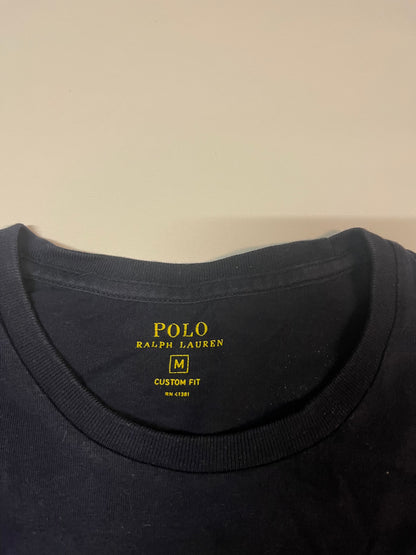 POLO
RALPH LAUREN
M
CUSTOM FIT
RN 41381